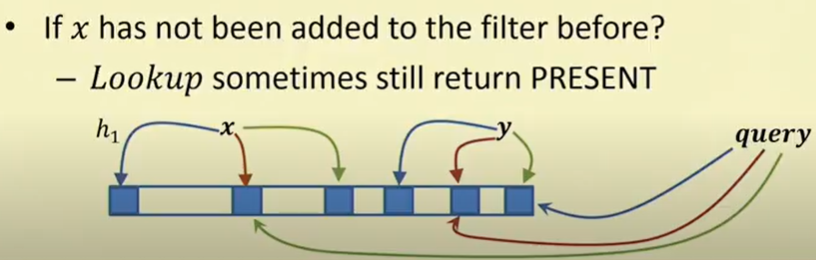 • If x has not been added to the filter before?
– Lookup sometimes still return PRESENT
h₁ x y query